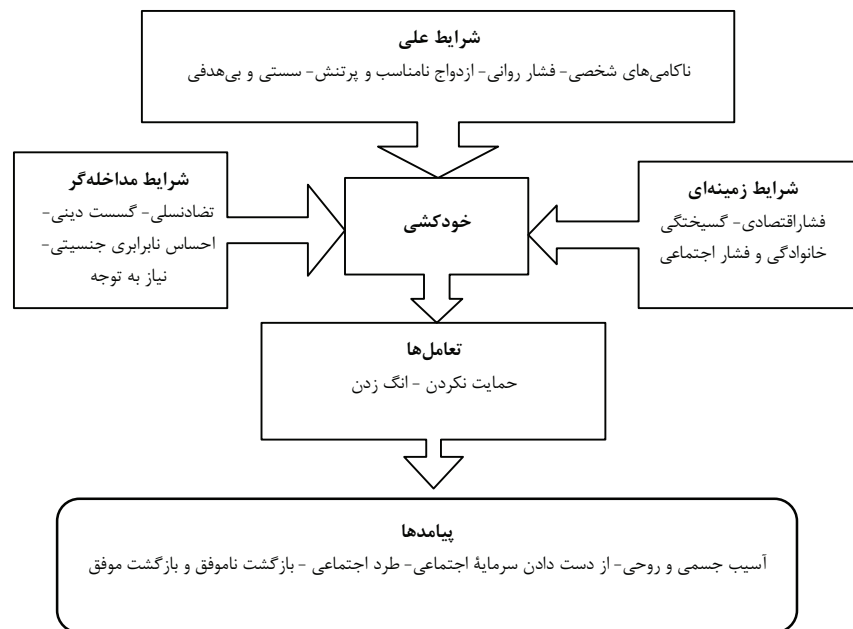 شرایط علی
ناکامی‌های شخصی- فشار روانی- ازدواج نامناسب و پرتنش- سستی و بی‌هدفی
شرایط زمینه‌ای
فشاراقتصادی- گسیختگی
خانوادگی و فشار اجتماعی
خودکشی
شرایط مداخله‌گر
تضادنسلی- گسست دینی-
احساس نابرابری جنسیتی-
نیاز به توجه
تعامل‌ها
حمایت نکردن - انگ زدن
پیامدها
آسیب جسمی و روحی- از دست دادن سرمایۀ اجتماعی- طرد اجتماعی - بازگشت ناموفق و بازگشت موفق